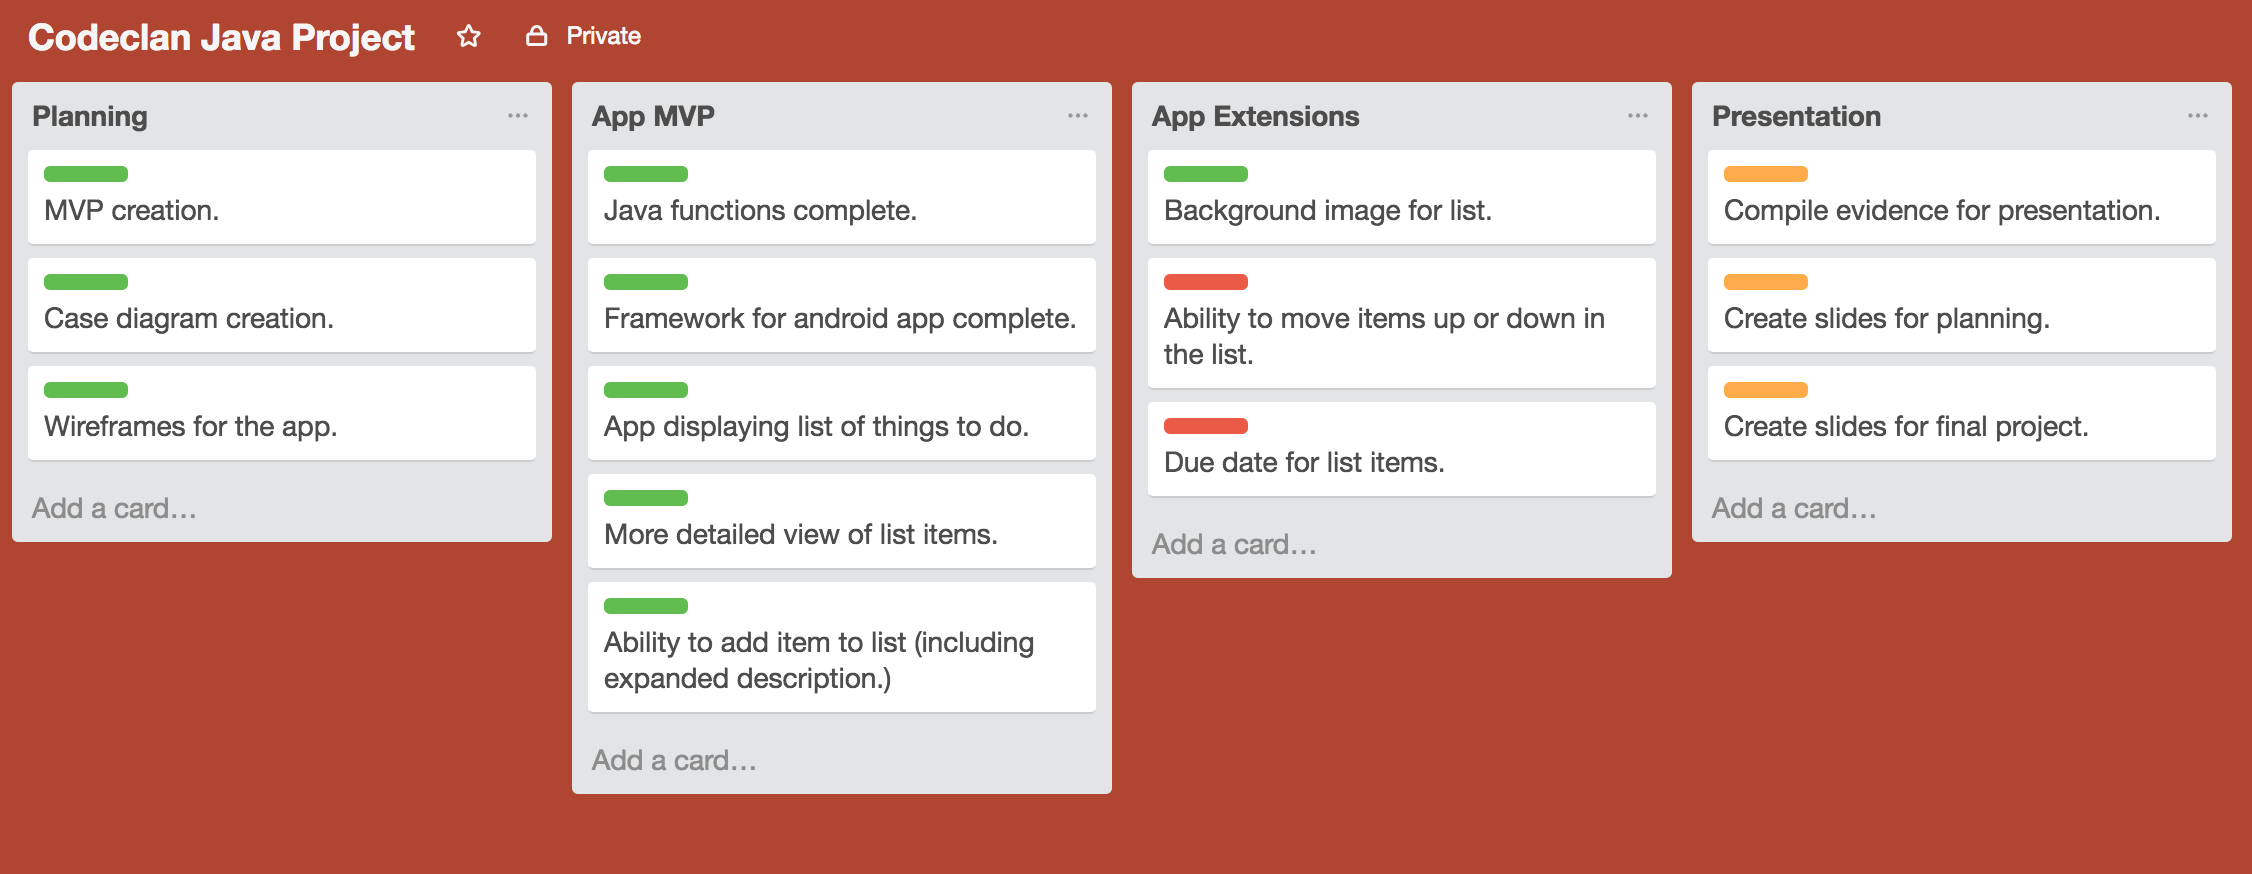 Codeclan Java Project
Private
Planning
MVP creation.
Case diagram creation.
Wireframes for the app.
Add a card…
App MVP
Java functions complete.
Framework for android app complete.
App displaying list of things to do.
More detailed view of list items.
Ability to add item to list (including
expanded description.)
Add a card…
App Extensions
Background image for list.
Ability to move items up or down in
the list.
Due date for list items.
Add a card…
Presentation
Compile evidence for presentation.
Create slides for planning.
Create slides for final project.
Add a card…